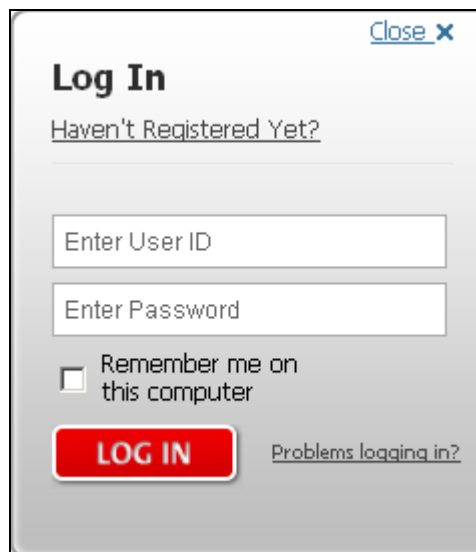 Close ✕
Log In
Haven't Registered Yet?
Enter User ID
Enter Password
Remember me on
this computer
LOG IN
Problems logging in?